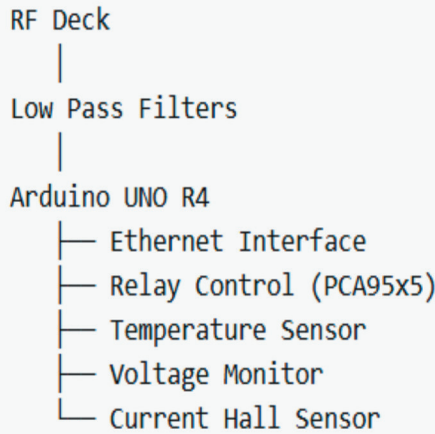 RF Deck
Low Pass Filters
Arduino UNO R4
Ethernet Interface
Relay Control (PCA95x5)
Temperature Sensor
Voltage Monitor
Current Hall Sensor